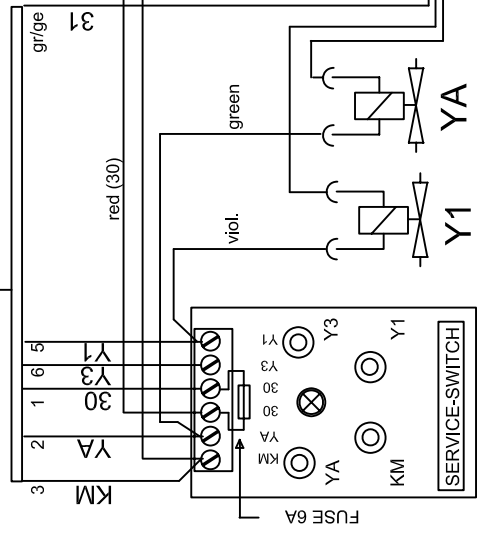 gr/ge
31
red (30)
green
viol.
YA
Y1
5
Y1
6
Y3
1
30
2
YA
3
KM
Y1
Y3
30
30
YA
KM
Y3
Y1
YA
KM
SERVICE-SWITCH
FUSE 6A